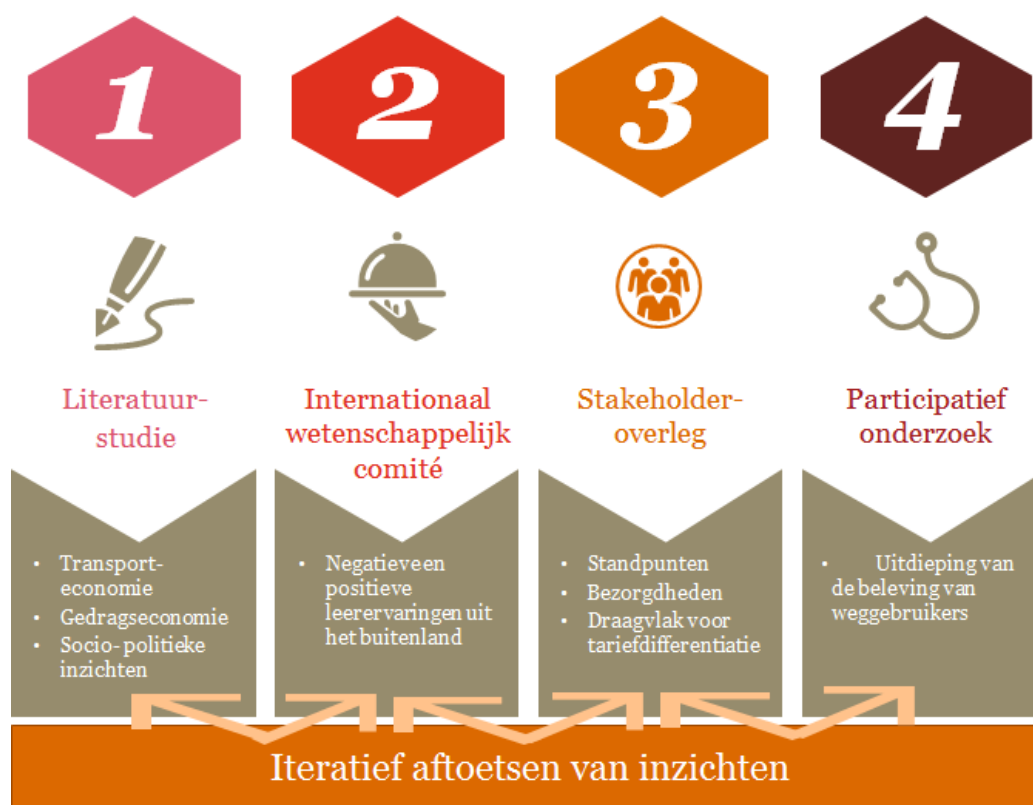 1
2
3
4
Literatuur-
studie
Internationaal
wetenschappelijk
comité
Stakeholder-
overleg
Participatief
onderzoek
• Transport-
economie
• Gedragseconomie
• Socio-politieke
inzichten
• Negatieve en
positieve
leerervaringen uit
het buitenland
• Standpunten
• Bezorgdheden
• Draagvlak voor
tariefdifferentiatie
• Uitdieping van
de beleving van
weggebruikers
Iteratief aftoetsen van inzichten